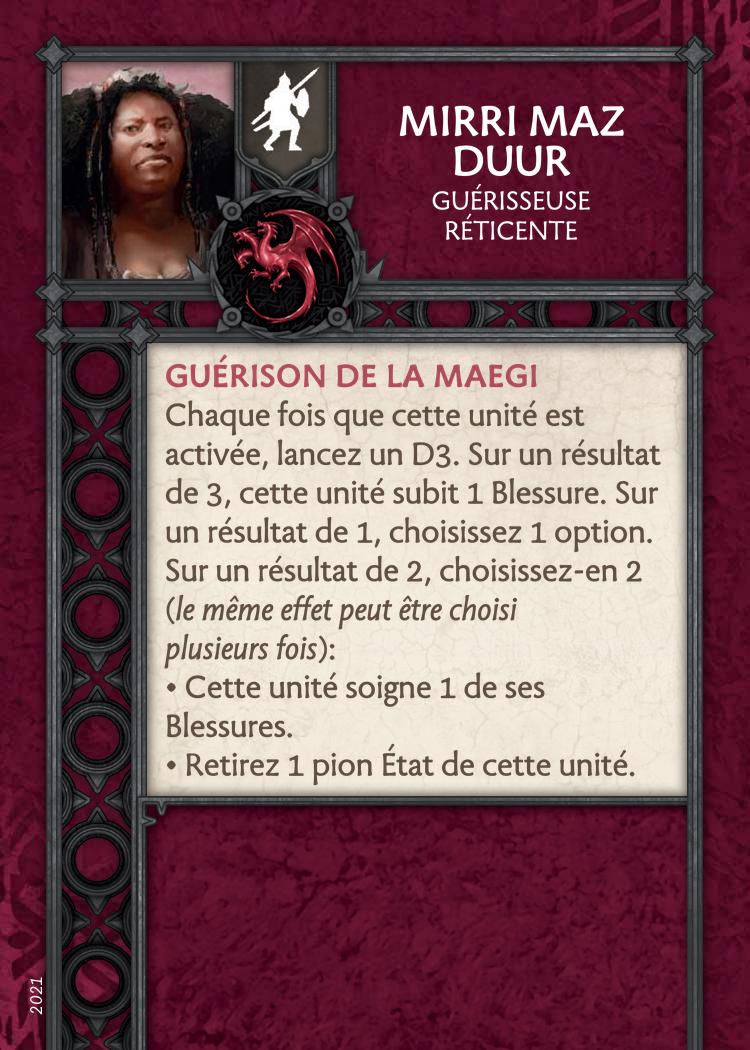 MIRRI MAZ
DUUR
GUÉRISSEUSE
RÉTICENTE
GUÉRISON DE LA MAEGI
Chaque fois que cette unité est
activée, lancez un D3. Sur un résultat
de 3, cette unité subit 1 Blessure. Sur
un résultat de 1, choisissez 1 option.
Sur un résultat de 2, choisissez-en 2
(le même effet peut être choisi
plusieurs fois):
• Cette unité soigne 1 de ses
Blessures.
• Retirez 1 pion État de cette unité.
2021